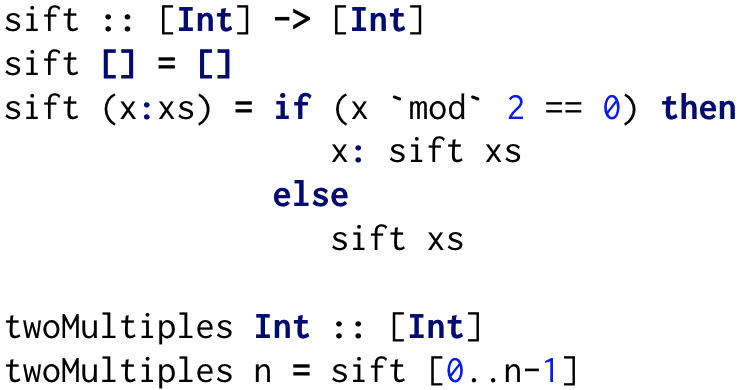 sift :: [Int] -> [Int]
sift [] = []
sift (x:xs) = if (x `mod` 2 == 0) then
x: sift xs
else
sift xs
twoMultiples Int :: [Int]
twoMultiples n = sift [0..n-1]